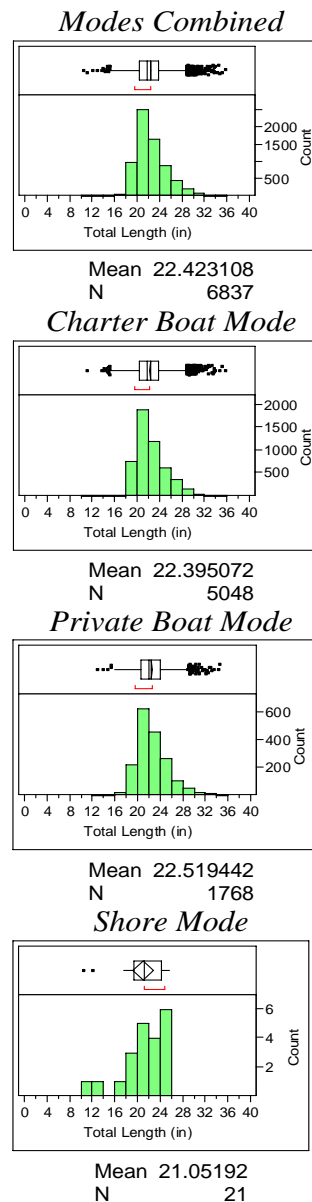 Modes Combined
2000
1500
500
Count
0 4 8 12 16 20 24 28 32 36 40
Total Length (in)
Mean 22.423108
N 6837
Charter Boat Mode
2000
1500
1000
500
Count
0 4 8 12 16 20 24 28 32 36 40
Total Length (in)
Mean 22.395072
N 5048
Private Boat Mode
600
400
200
Count
0 4 8 12 16 20 24 28 32 36 40
Total Length (in)
Mean 22.519442
N 1768
Shore Mode
6
4
2
Count
0 4 8 12 16 20 24 28 32 36 40
Total Length (in)
Mean 21.05192
N 21